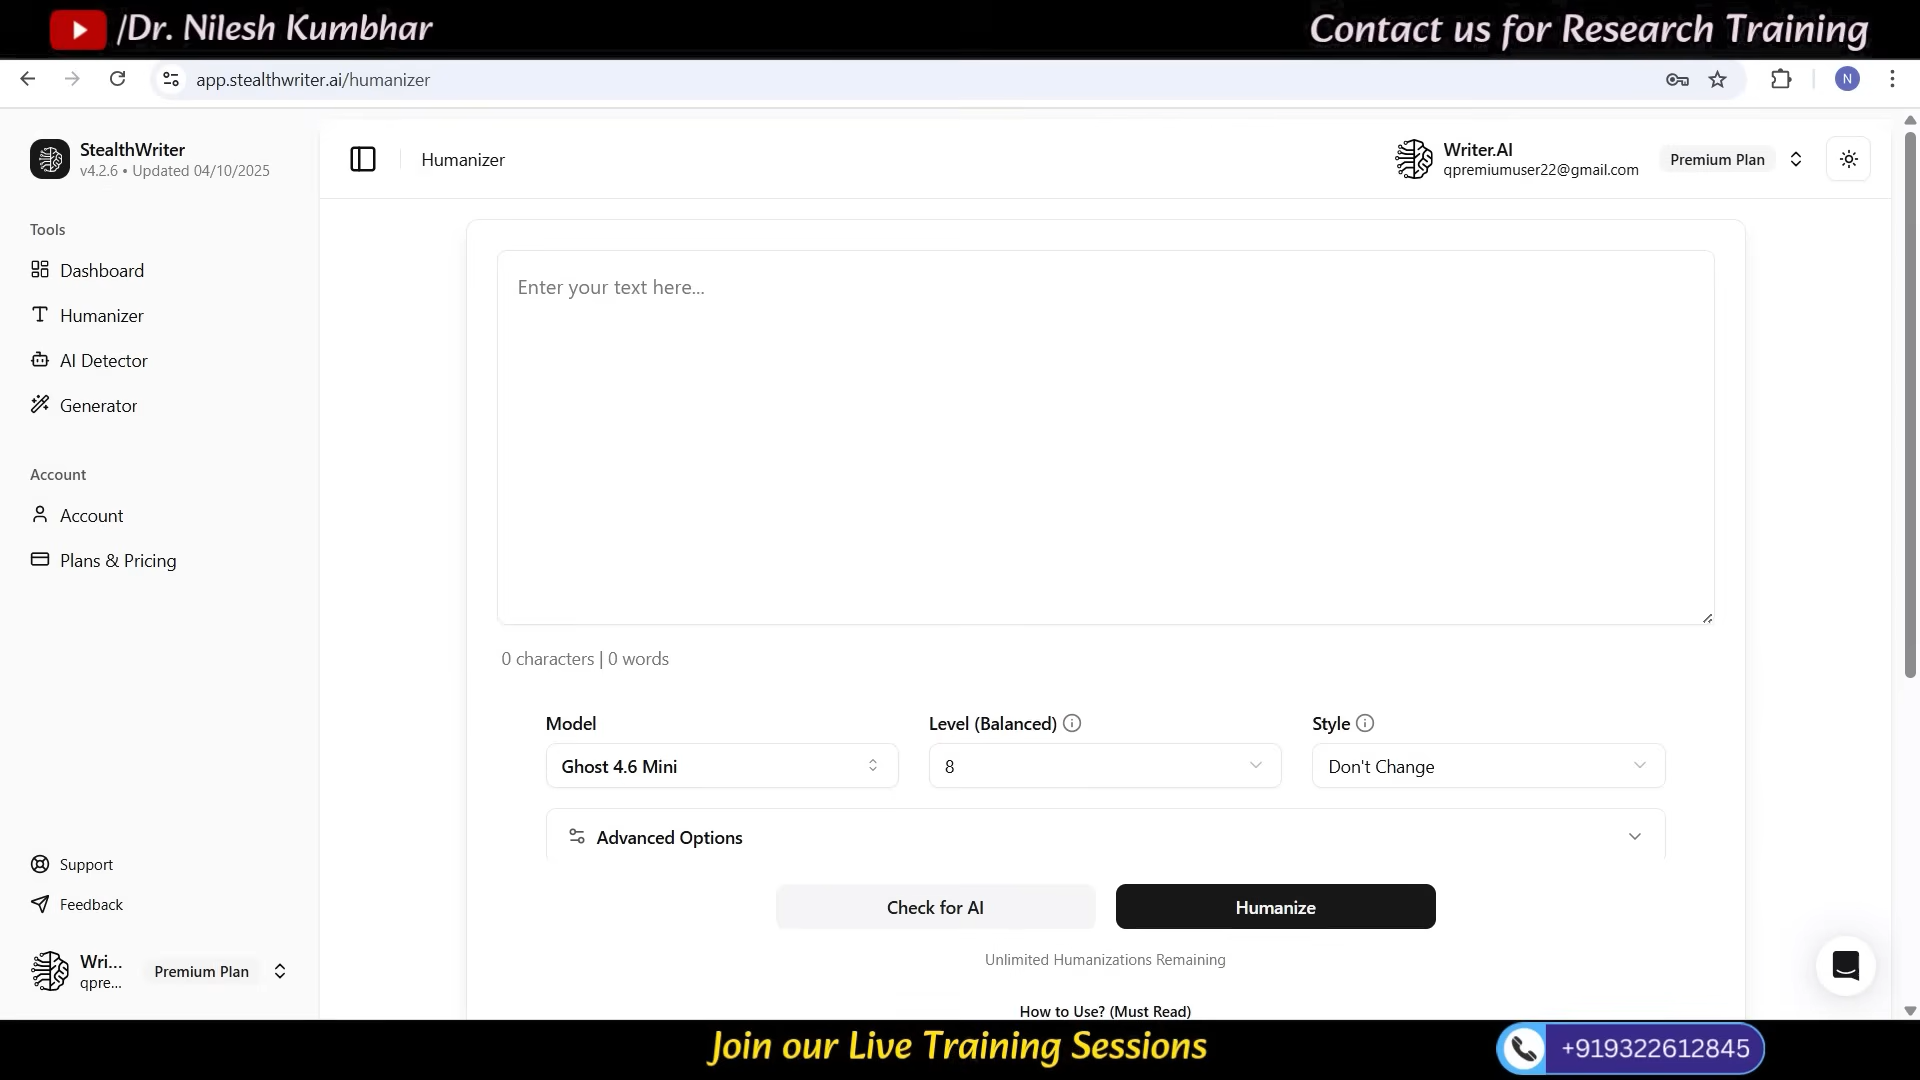 /Dr. Nilesh Kumbhar
Contact us for Research Training
app.stealthwriter.ai/humanizer
N
StealthWriter
v4.2.6 • Updated 04/10/2025
Humanizer
Writer.AI
qpremiumuser22@gmail.com
Premium Plan
Tools
Dashboard
Humanizer
AI Detector
Generator
Account
Account
Plans & Pricing
Support
Feedback
Wri...
qpre...
Premium Plan
Enter your text here...
0 characters | 0 words
Model
Level (Balanced)
Style
Ghost 4.6 Mini
8
Don't Change
Advanced Options
Check for AI
Humanize
Unlimited Humanizations Remaining
How to Use? (Must Read)
Join our Live Training Sessions
+919322612845